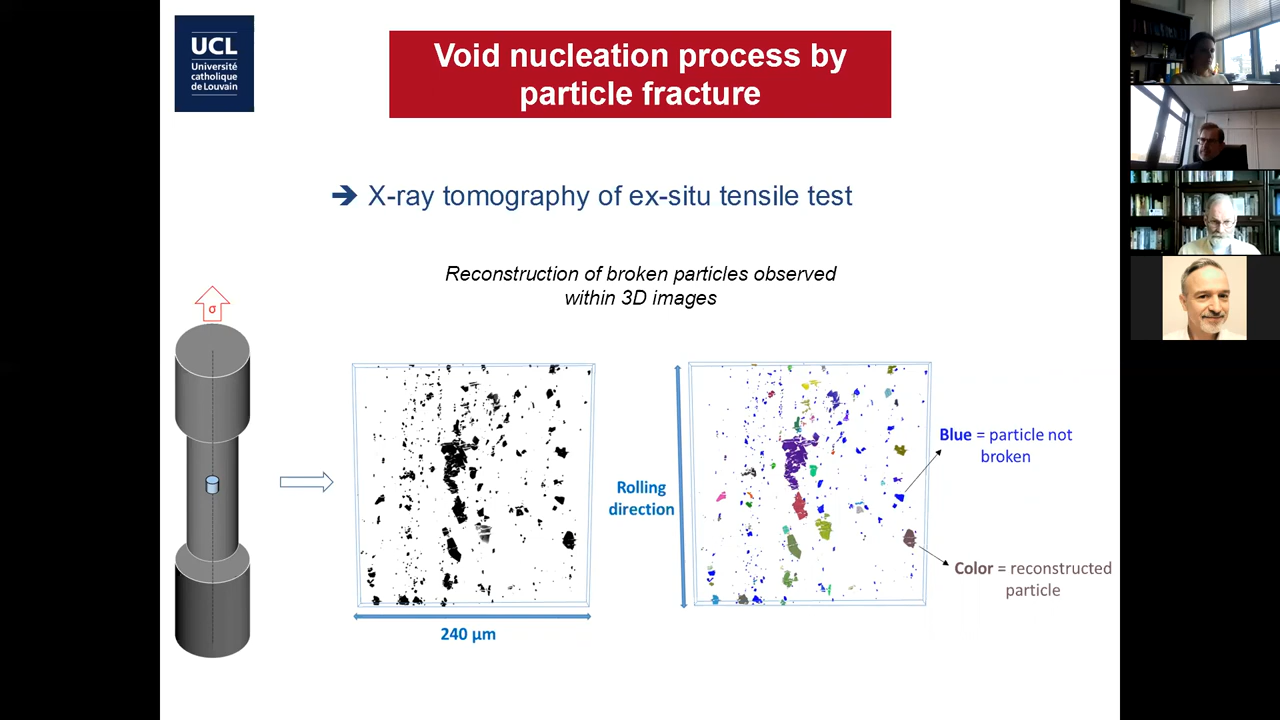 UCL
Université
catholique
de Louvain
Void nucleation process by
particle fracture
➔ X-ray tomography of ex-situ tensile test
Reconstruction of broken particles observed
within 3D images
σ
Rolling
direction
Blue = particle not
broken
Color = reconstructed
particle
240 µm